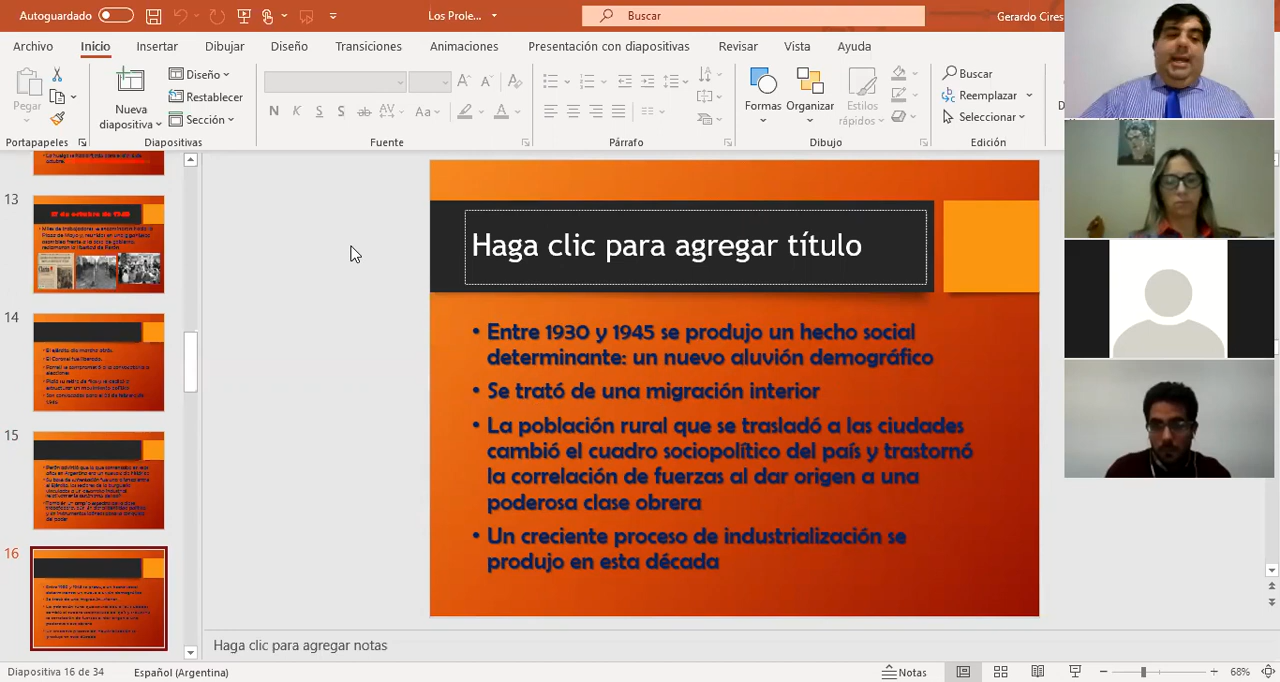 Autoguardado
Los Prole...
Buscar
Gerardo Cires
Archivo
Inicio
Insertar
Dibujar
Diseño
Transiciones
Animaciones
Presentación con diapositivas
Revisar
Vista
Ayuda
Pegar
Nueva
diapositiva
Diseño
Restablecer
Sección
N K S S ab AV Aa A
Formas
Organizar
Estilos
rápidos
Buscar
Reemplazar
Seleccionar
Portapapeles
Diapositivas
Fuente
Párrafo
Dibujo
Edición
13
17 de octubre de 1945
14
15
16
Haga clic para agregar título
• Entre 1930 y 1945 se produjo un hecho social
determinante: un nuevo aluvión demográfico
• Se trató de una migración interior
• La población rural que se trasladó a las ciudades
cambió el cuadro sociopolítico del país y trastornó
la correlación de fuerzas al dar origen a una
poderosa clase obrera
• Un creciente proceso de industrialización se
produjo en esta década
Haga clic para agregar notas
Diapositiva 16 de 34
Español (Argentina)
Notas
68%